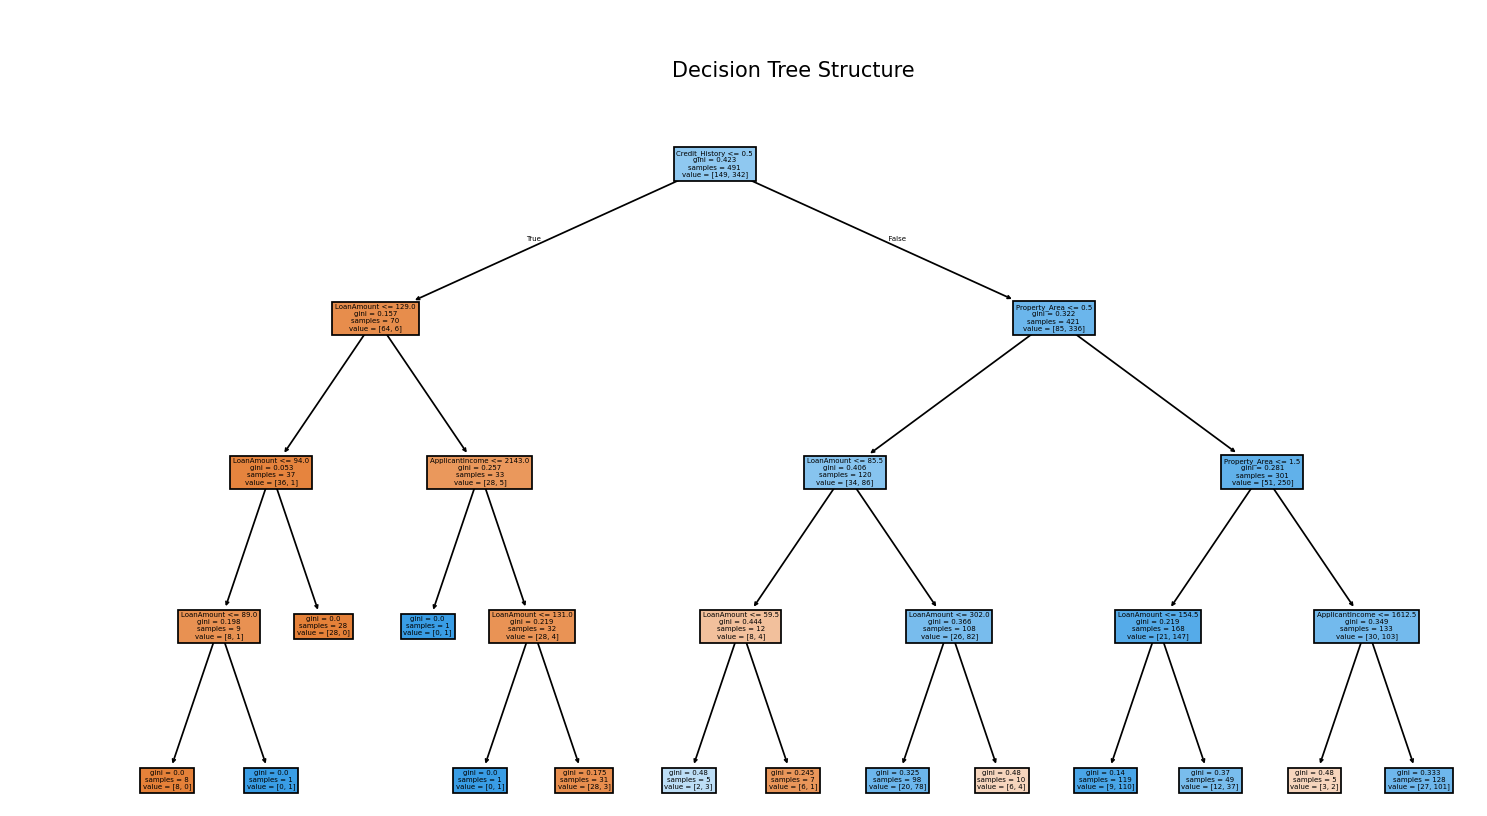 Decision Tree Structure
Credit_History <= 0.5
gini = 0.423
samples = 491
value = [149, 342]
True
False
LoanAmount <= 129.0
gini = 0.157
samples = 70
value = [64, 6]
Property_Area <= 0.5
gini = 0.322
samples = 421
value = [85, 336]
LoanAmount <= 94.0
gini = 0.053
samples = 37
value = [36, 1]
ApplicantIncome <= 2143.0
gini = 0.257
samples = 33
value = [28, 5]
LoanAmount <= 85.5
gini = 0.406
samples = 120
value = [34, 86]
Property_Area <= 1.5
gini = 0.281
samples = 301
value = [51, 250]
LoanAmount <= 89.0
gini = 0.198
samples = 9
value = [8, 1]
gini = 0.0
samples = 28
value = [28, 0]
gini = 0.0
samples = 1
value = [0, 1]
LoanAmount <= 131.0
gini = 0.219
samples = 32
value = [28, 4]
LoanAmount <= 59.5
gini = 0.444
samples = 12
value = [8, 4]
LoanAmount <= 302.0
gini = 0.366
samples = 108
value = [26, 82]
LoanAmount <= 154.5
gini = 0.219
samples = 168
value = [21, 147]
ApplicantIncome <= 1612.5
gini = 0.349
samples = 133
value = [30, 103]
gini = 0.0
samples = 8
value = [8, 0]
gini = 0.0
samples = 1
value = [0, 1]
gini = 0.0
samples = 1
value = [0, 1]
gini = 0.175
samples = 31
value = [28, 3]
gini = 0.48
samples = 5
value = [2, 3]
gini = 0.245
samples = 7
value = [6, 1]
gini = 0.325
samples = 98
value = [20, 78]
gini = 0.48
samples = 10
value = [6, 4]
gini = 0.14
samples = 119
value = [9, 110]
gini = 0.37
samples = 49
value = [12, 37]
gini = 0.48
samples = 5
value = [3, 2]
gini = 0.333
samples = 128
value = [27, 101]